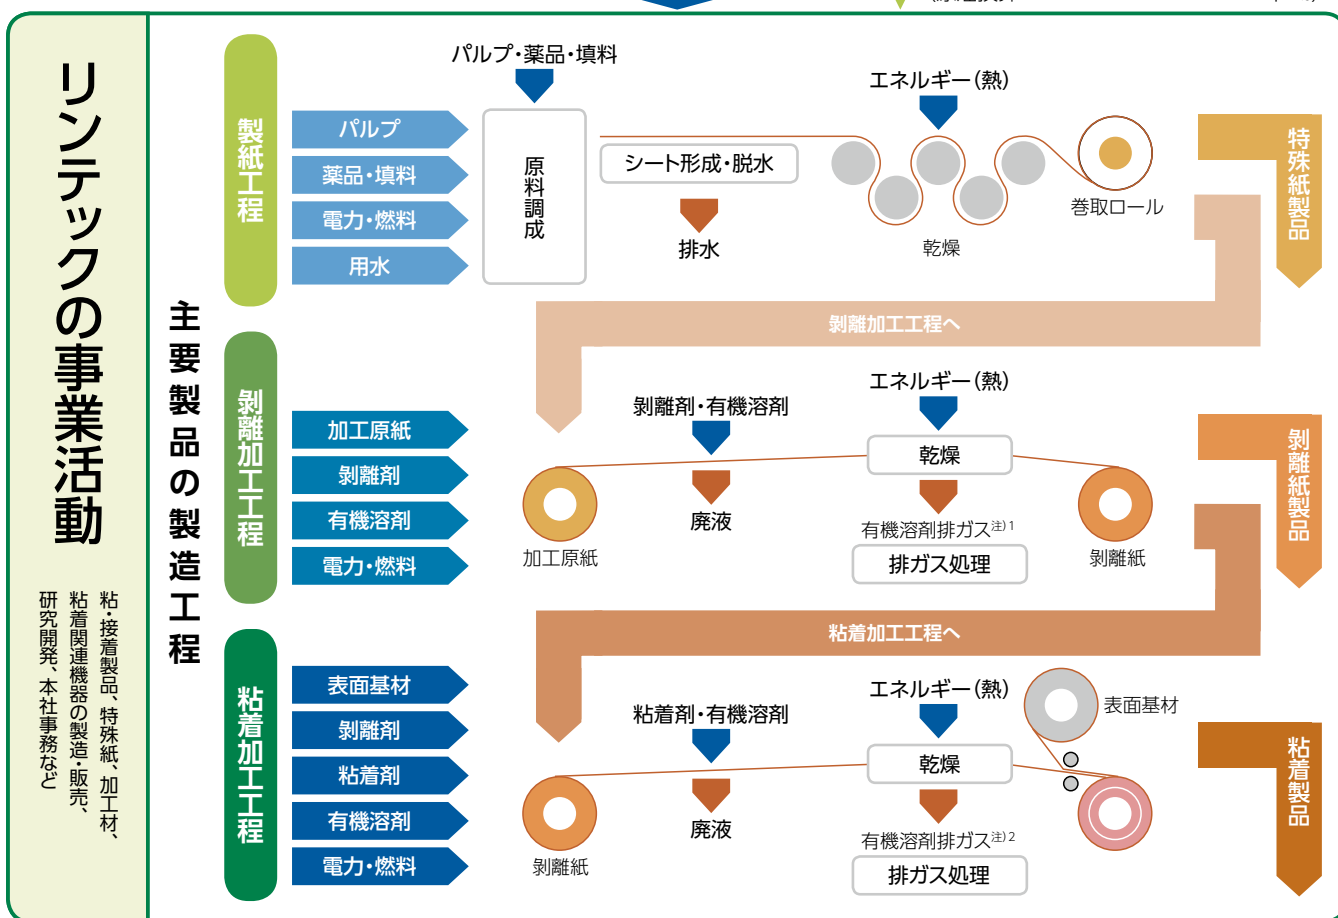 リンテックの事業活動
粘・接着製品、特殊紙、加工材、
粘着関連機器の製造・販売、
研究開発、本社事務など
主要製品の製造工程
製紙工程
パルプ
薬品・填料
電力・燃料
用水
パルプ・薬品・填料
原料調成
シート形成・脱水
排水
エネルギー(熱)
乾燥
巻取ロール
特殊紙製品
剥離加工工程へ
剥離加工工程
加工原紙
剥離剤
有機溶剤
電力・燃料
加工原紙
剥離剤・有機溶剤
廃液
エネルギー(熱)
乾燥
有機溶剤排ガス注)1
排ガス処理
剥離紙
剥離紙製品
粘着加工工程へ
粘着加工工程
表面基材
剥離剤
粘着剤
有機溶剤
電力・燃料
剥離紙
粘着剤・有機溶剤
廃液
エネルギー(熱)
乾燥
有機溶剤排ガス注)2
排ガス処理
表面基材
粘着製品